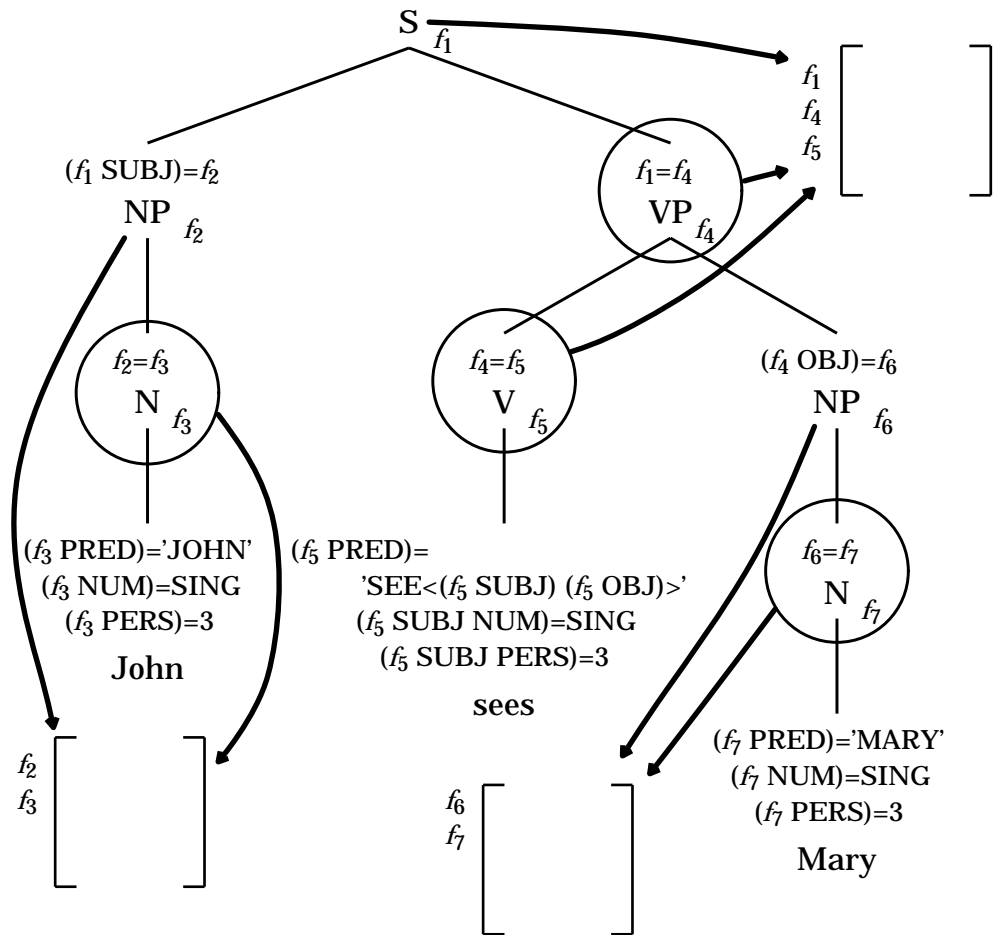 S f₁
f₁
f₄
f₅
(f₁ SUBJ)=f₂
NP f₂
f₁=f₄
VP f₄
f₂=f₃
N f₃
f₄=f₅
V f₅
(f₄ OBJ)=f₆
NP f₆
(f₃ PRED)='JOHN'
(f₃ NUM)=SING
(f₃ PERS)=3
John
(f₅ PRED)=
'SEE<(f₅ SUBJ) (f₅ OBJ)>'
(f₅ SUBJ NUM)=SING
(f₅ SUBJ PERS)=3
sees
f₆=f₇
N f₇
(f₇ PRED)='MARY'
(f₇ NUM)=SING
(f₇ PERS)=3
Mary
f₂
f₃
f₆
f₇